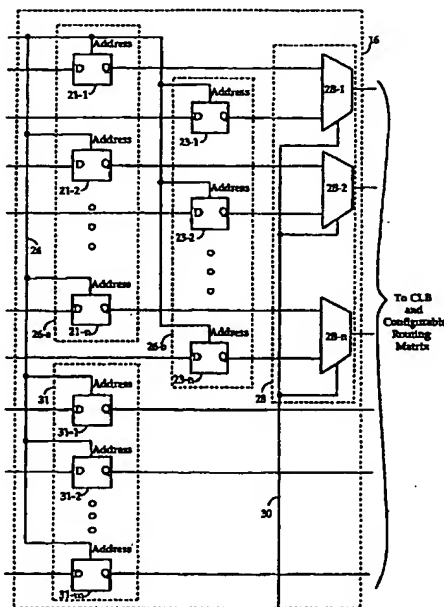 Address
16
D Q
21-1
28-1
Address
D Q
23-1
Address
D Q
21-2
28-2
Address
D Q
23-2
24
To CLB
and
Configurable
Routing
Matrix
Address
D Q
26-a
21-n
28-n
Address
D Q
26-b
23-n
28
31
Address
D Q
31-1
Address
D Q
31-2
30
Address
D Q
31-m